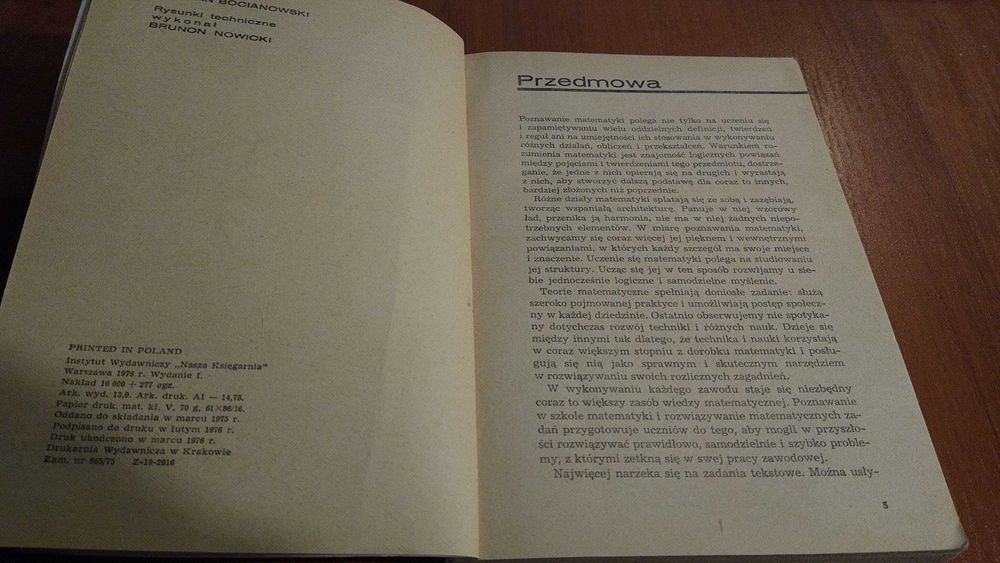 BOCIANOWSKI
Rysunki techniczne
wykonał
BRUNON NOWICKI
PRINTED IN POLAND
Instytut Wydawniczy „Nasza Księgarnia”
Warszawa 1976 r. Wydanie I.
Nakład 10 000 + 277 egz.
Ark. wyd. 13,0. Ark. druk. A1 — 14,75.
Papier druk. mat. kl. V, 70 g, 61×86/16.
Oddano do składania w marcu 1975 r.
Podpisano do druku w lutym 1976 r.
Druk ukończono w marcu 1976 r.
Drukarnia Wydawnicza w Krakowie
Zam. nr 965/75 Z-19-2916
Przedmowa
Poznawanie matematyki polega nie tylko na uczeniu się
i zapamiętywaniu wielu oddzielnych definicji, twierdzeń
i reguł ani na umiejętności ich stosowania w wykonywaniu
różnych działań, obliczeń i przekształceń. Warunkiem ro-
zumienia matematyki jest znajomość logicznych powiązań
między pojęciami i twierdzeniami tego przedmiotu, dostrze-
ganie, że jedne z nich opierają się na drugich i wyrastają
z nich, aby stworzyć dalszą podstawę dla coraz to innych,
bardziej złożonych niż poprzednie.
Różne działy matematyki splatają się ze sobą i zazębiają,
tworząc wspaniałą architekturę. Panuje w niej wzorowy
ład, przenika ją harmonia, nie ma w niej żadnych niepo-
trzebnych elementów. W miarę poznawania matematyki,
zachwycamy się coraz więcej jej pięknem i wewnętrznymi
powiązaniami, w których każdy szczegół ma swoje miejsce
i znaczenie. Uczenie się matematyki polega na studiowaniu
jej struktury. Ucząc się jej w ten sposób rozwijamy u sie-
bie jednocześnie logiczne i samodzielne myślenie.
Teorie matematyczne spełniają doniosłe zadanie: służą
szeroko pojmowanej praktyce i umożliwiają postęp społecz-
ny w każdej dziedzinie. Ostatnio obserwujemy nie spotyka-
ny dotychczas rozwój techniki i różnych nauk. Dzieje się
między innymi tak dlatego, że technika i nauki korzystają
w coraz większym stopniu z dorobku matematyki i posłu-
gują się nią jako sprawnym i skutecznym narzędziem
w rozwiązywaniu swoich rozlicznych zagadnień.
W wykonywaniu każdego zawodu staje się niezbędny
coraz to większy zasób wiedzy matematycznej. Poznawanie
w szkole matematyki i rozwiązywanie matematycznych za-
dań przygotowuje uczniów do tego, aby mogli w przyszło-
ści rozwiązywać prawidłowo, samodzielnie i szybko proble-
my, z którymi zetkną się w swej pracy zawodowej.
Najwięcej narzeka się na zadania tekstowe. Można usły-
5